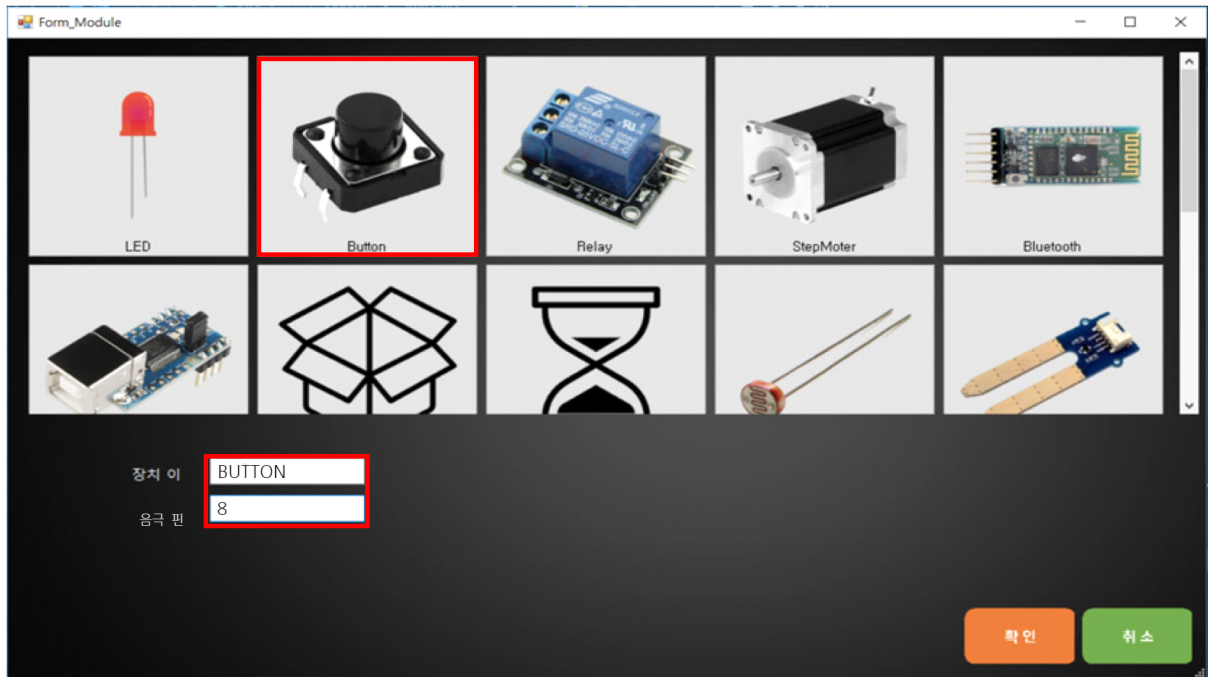 Form_Module
LED
Button
Relay
StepMoter
Bluetooth
장치 이
BUTTON
음극 핀
8
확인
취소